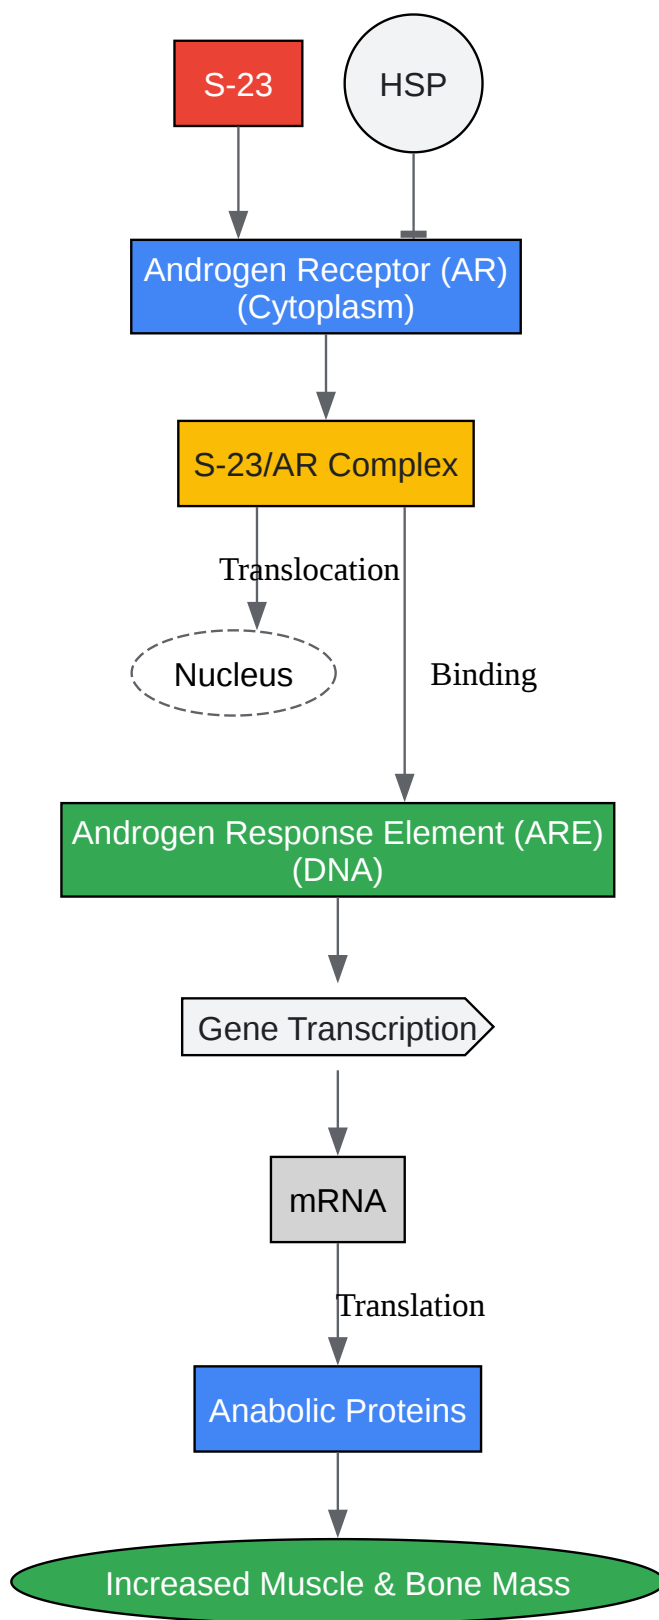 S-23
HSP
Androgen Receptor (AR)
(Cytoplasm)
S-23/AR Complex
Translocation
Nucleus
Binding
Androgen Response Element (ARE)
(DNA)
Gene Transcription
mRNA
Translation
Anabolic Proteins
Increased Muscle & Bone Mass